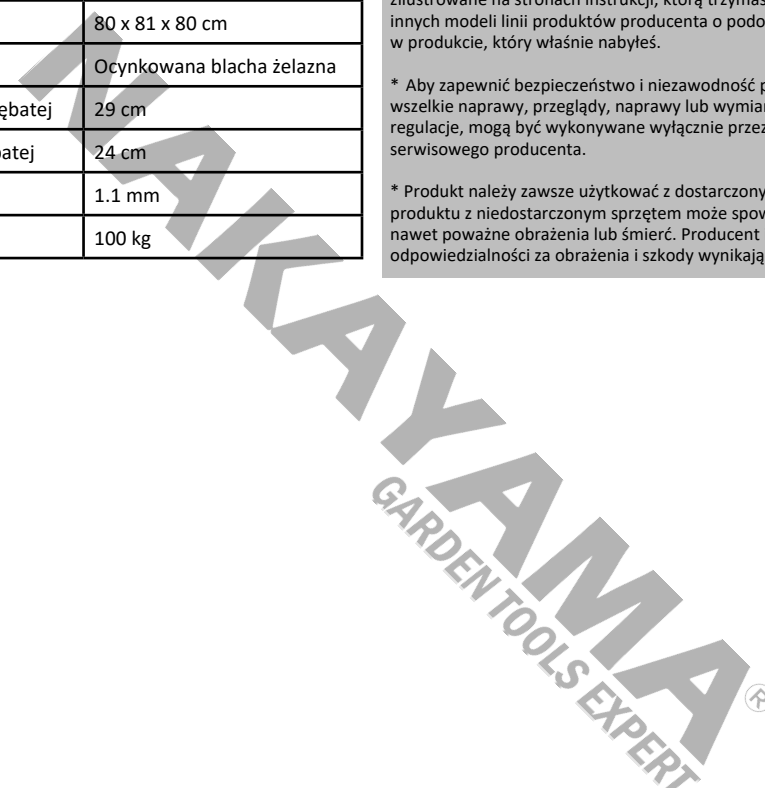 80 x 81 x 80 cm
Ocynkowana blacha żelazna
ębatej 29 cm
atej 24 cm
1.1 mm
100 kg
zilustrowane na stronach instrukcji, którą trzymas
innych modeli linii produktów producenta o podo
w produkcie, który właśnie nabyłeś.
* Aby zapewnić bezpieczeństwo i niezawodność p
wszelkie naprawy, przeglądy, naprawy lub wymian
regulacje, mogą być wykonywane wyłącznie przez
serwisowego producenta.
* Produkt należy zawsze użytkować z dostarczony
produktu z niedostarczonym sprzętem może spow
nawet poważne obrażenia lub śmierć. Producent
odpowiedzialności za obrażenia i szkody wynikają
NAKAYAMA®
GARDEN TOOLS EXPERT